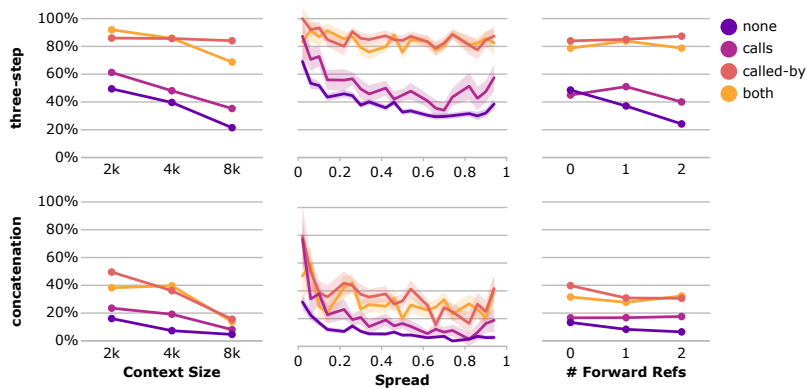 three-step
100%
80%
60%
40%
20%
0%
2k 4k 8k
0 0.2 0.4 0.6 0.8 1
0 1 2
none
calls
called-by
both
concatenation
100%
80%
60%
40%
20%
0%
2k 4k 8k
Context Size
0 0.2 0.4 0.6 0.8 1
Spread
0 1 2
# Forward Refs